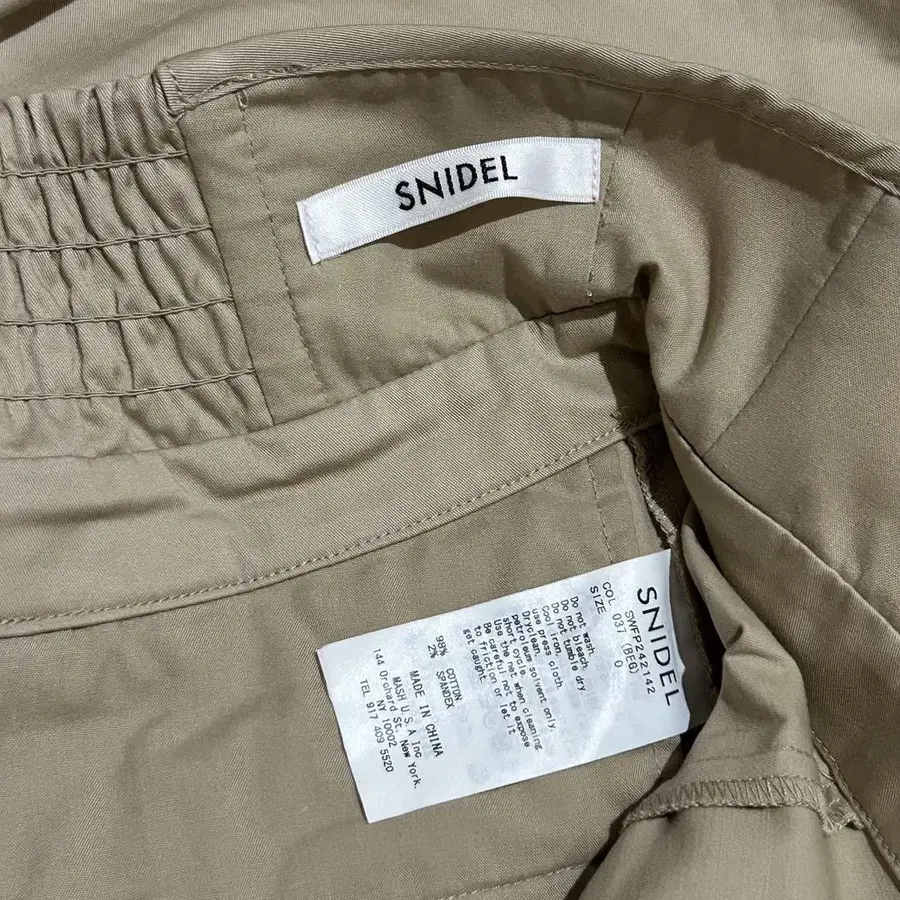 SNIDEL
SNIDEL
SWFP242142
COL 037 (BEG)
SIZE 0
Do not wash.
Do not bleach.
Do not tumble dry
Cool iron.
use press cloth
Dryclean.
petroleum solvent only
short cycle.
Use the net when cleaning
Be careful not to expose
to friction or let it
get caught.
98% COTTON
2% SPANDEX
MADE IN CHINA
MASH U.S.A Inc
144 Orchard St. New York.
NY 10002
TEL 917 409 5520